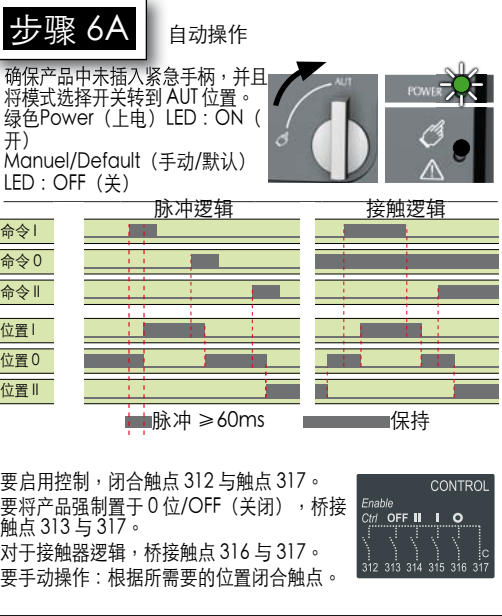 步骤 6A
自动操作
确保产品中未插入紧急手柄，并且
将模式选择开关转到 AUT 位置。
绿色Power（上电）LED：ON（
开）
Manuel/Default（手动/默认）
LED：OFF（关）
AUT
POWER
脉冲逻辑
接触逻辑
命令 I
命令 0
命令 II
位置 I
位置 0
位置 II
脉冲 ≥60ms
保持
要启用控制，闭合触点 312 与触点 317。
要将产品强制置于 0 位/OFF（关闭），桥接
触点 313 与 317。
对于接触器逻辑，桥接触点 316 与 317。
要手动操作：根据所需要的位置闭合触点。
CONTROL
Enable
Ctrl OFF II I O
C
312 313 314 315 316 317